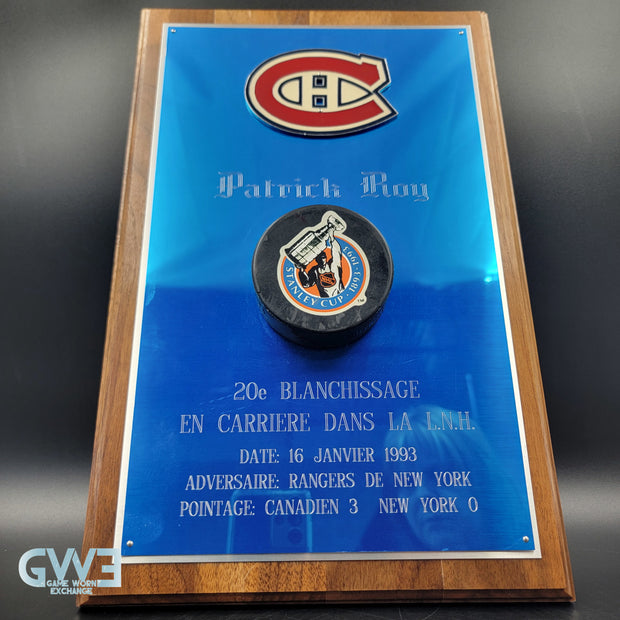 Patrick Roy
STANLEY CUP · 1893-1993
20e BLANCHISSAGE
EN CARRIERE DANS LA L.N.H.
DATE: 16 JANVIER 1993
ADVERSAIRE: RANGERS DE NEW YORK
POINTAGE: CANADIEN 3 NEW YORK 0
GWE
GAME WORN
EXCHANGE